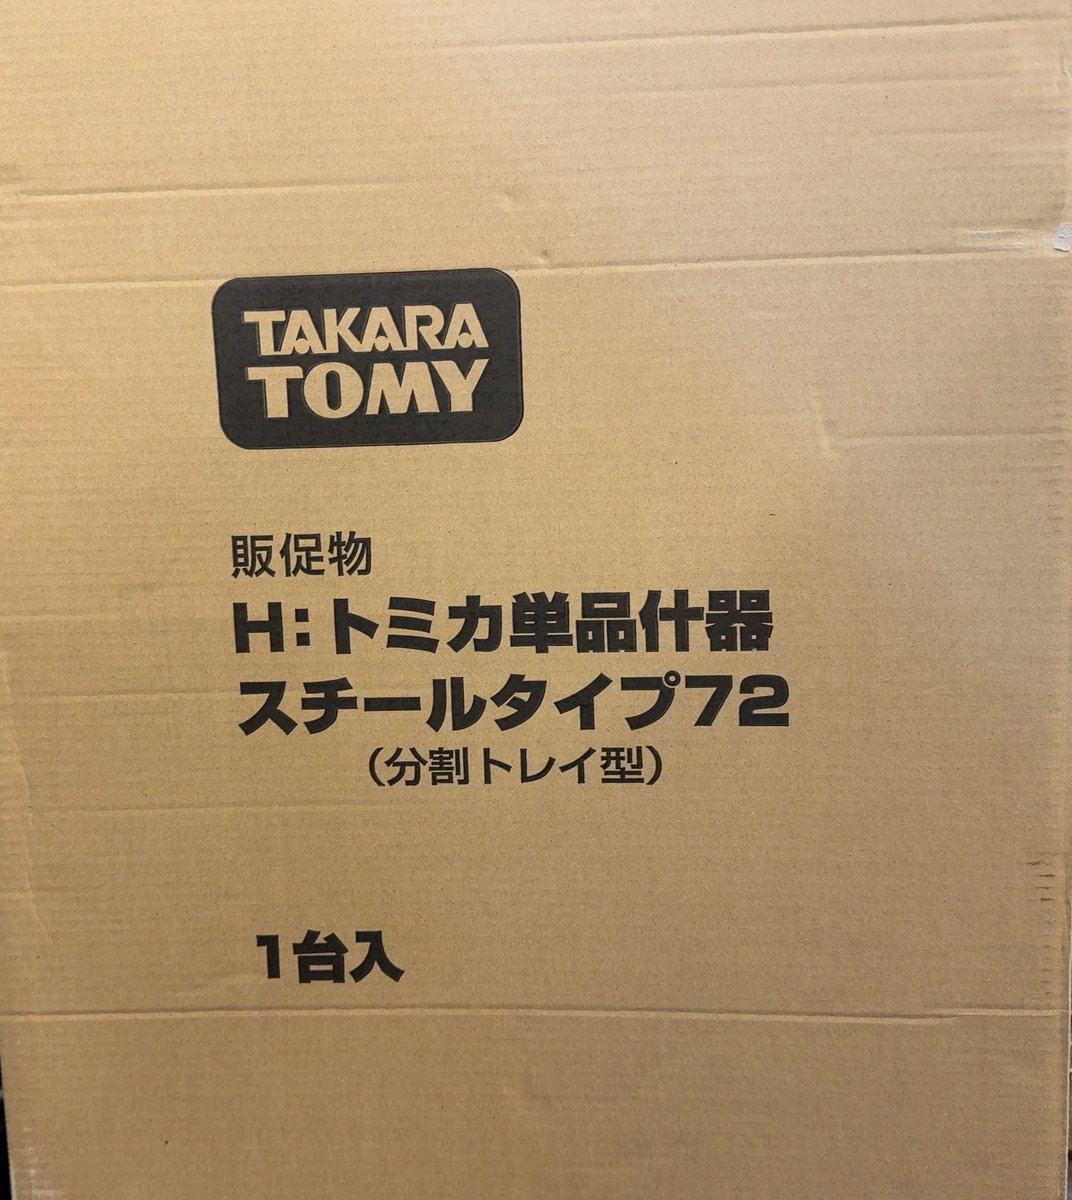 TAKARA
TOMY
販促物
H:トミカ単品什器
スチールタイプ72
（分割トレイ型）
1台入